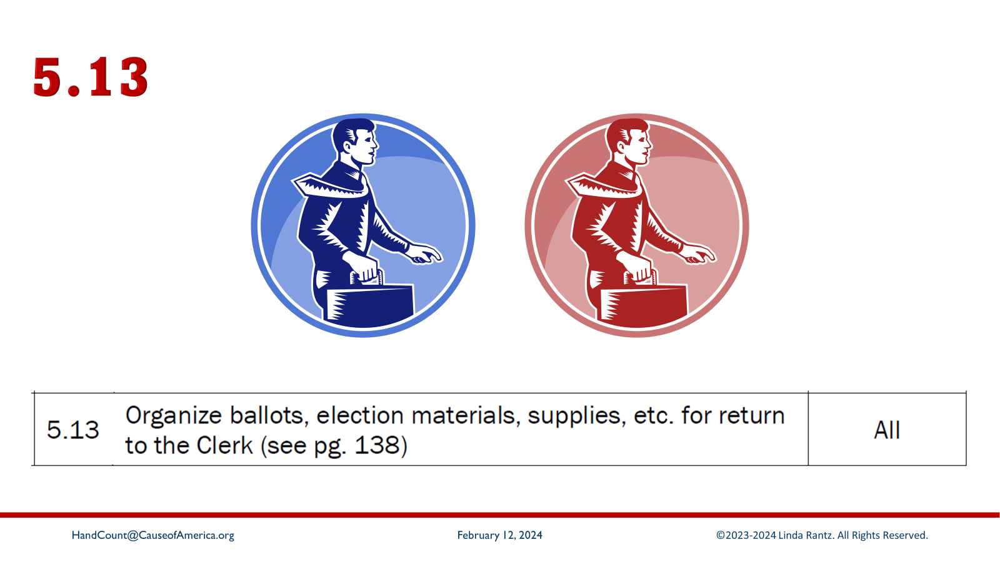 5.13
5.13
Organize ballots, election materials, supplies, etc. for return
to the Clerk (see pg. 138)
All
HandCount@CauseofAmerica.org
February 12, 2024
©2023-2024 Linda Rantz. All Rights Reserved.